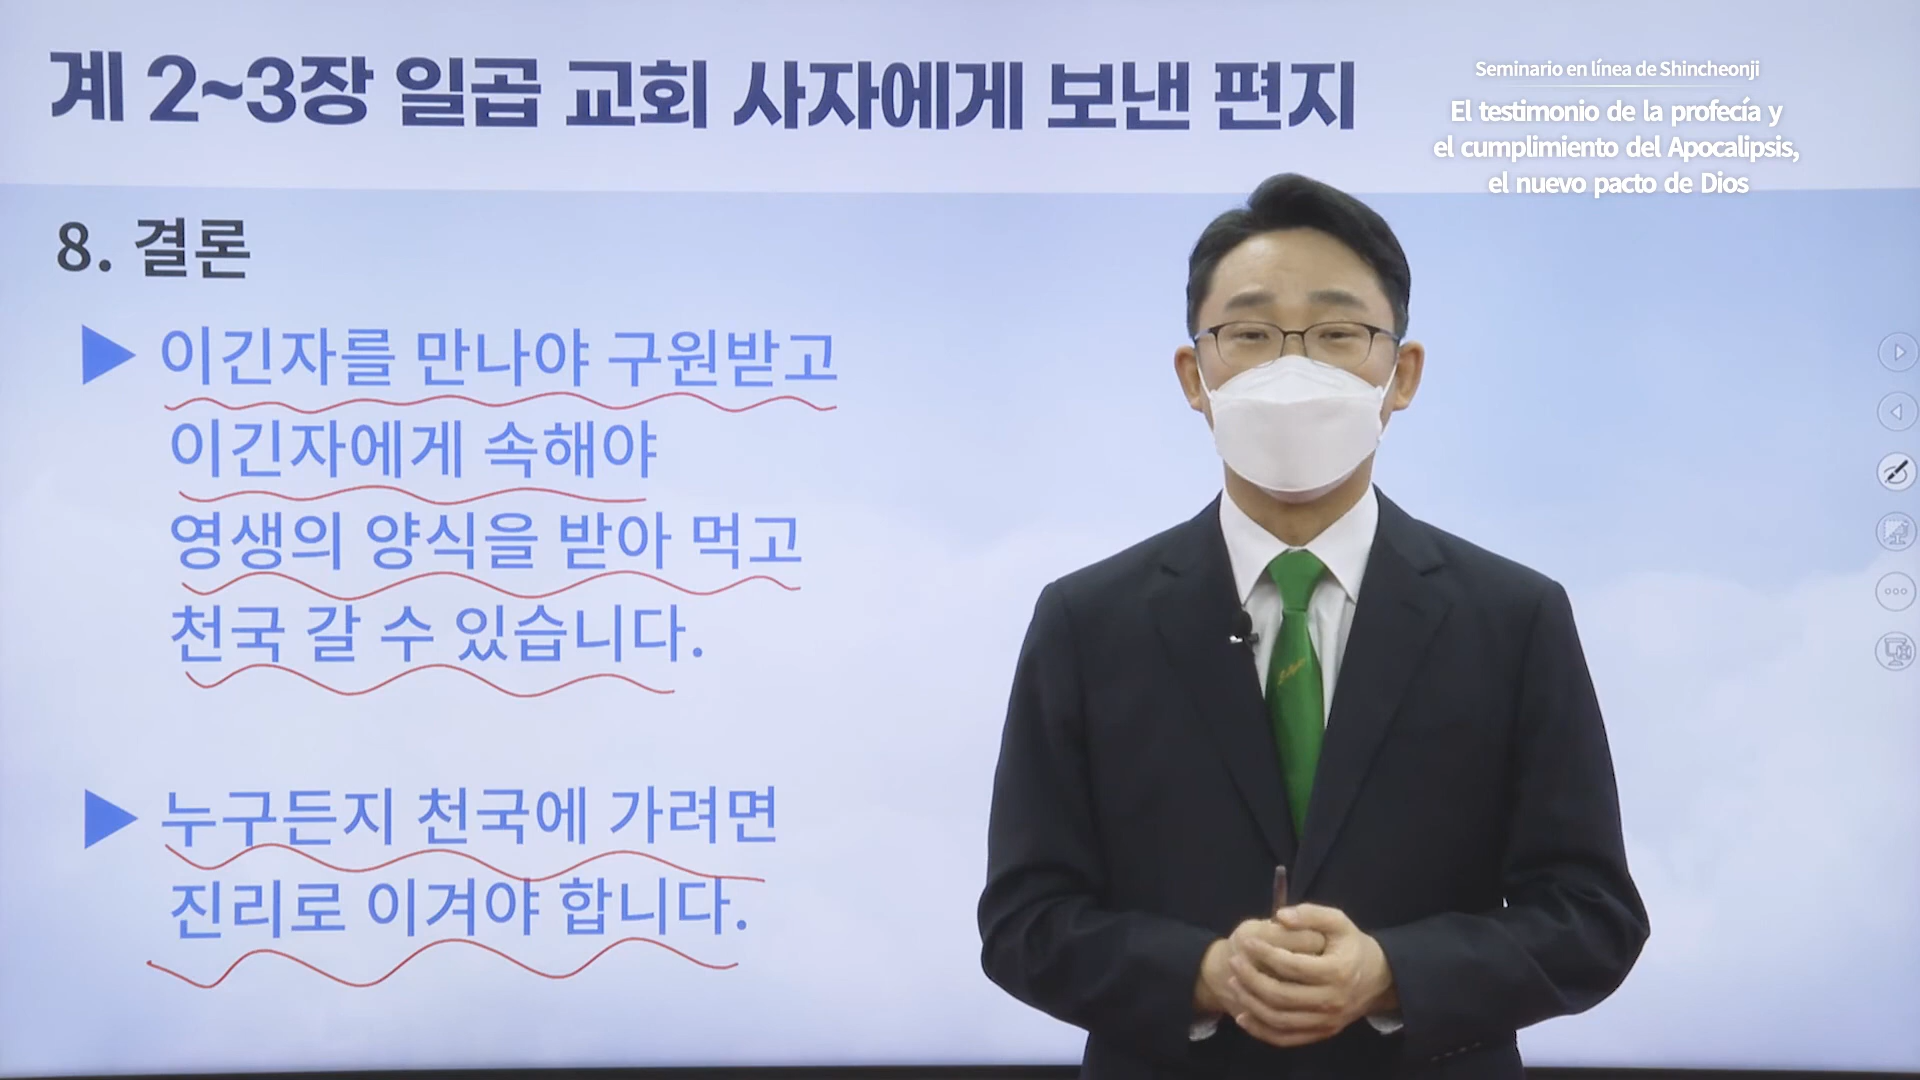 계 2~3장 일곱 교회 사자에게 보낸 편지
Seminario en línea de Shincheonji
El testimonio de la profecía y
el cumplimiento del Apocalipsis,
el nuevo pacto de Dios
8. 결론
▶ 이긴자를 만나야 구원받고
이긴자에게 속해야
영생의 양식을 받아 먹고
천국 갈 수 있습니다.
▶ 누구든지 천국에 가려면
진리로 이겨야 합니다.